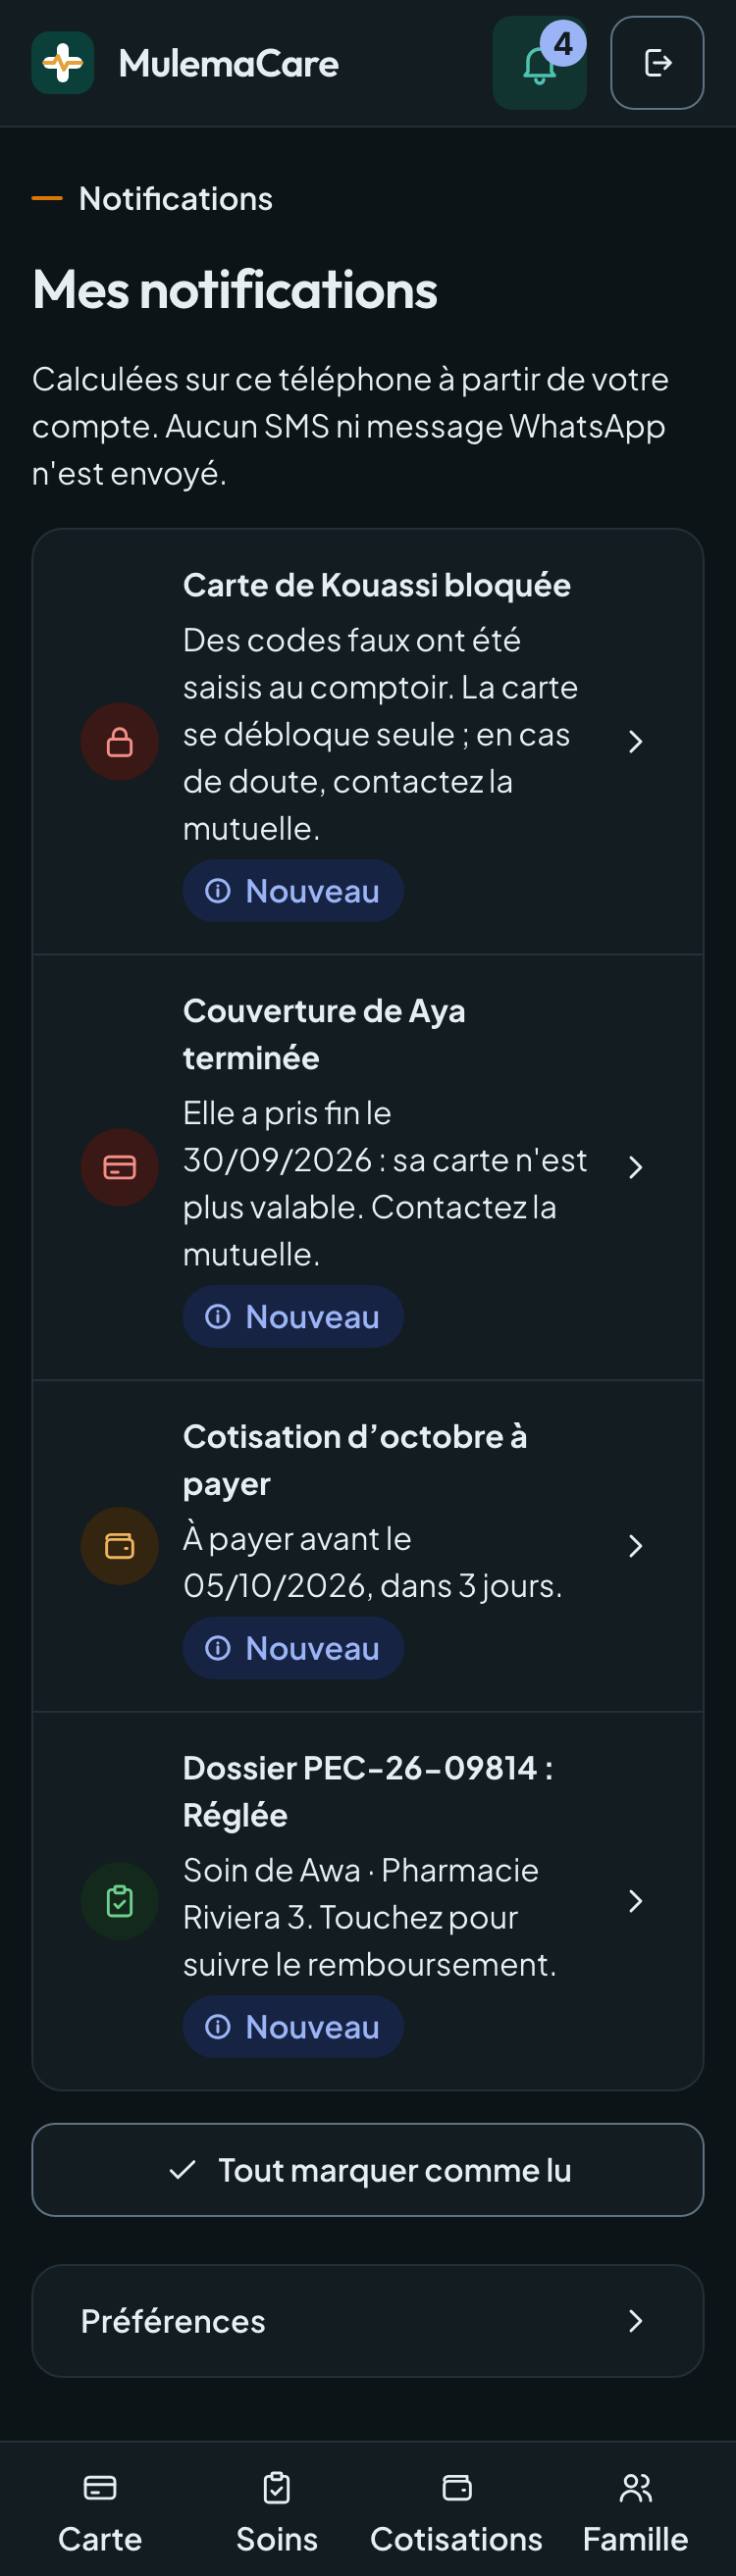 MulemaCare
4
Notifications
Mes notifications
Calculées sur ce téléphone à partir de votre
compte. Aucun SMS ni message WhatsApp
n'est envoyé.
Carte de Kouassi bloquée
Des codes faux ont été
saisis au comptoir. La carte
se débloque seule ; en cas
de doute, contactez la
mutuelle.
Nouveau
Couverture de Aya
terminée
Elle a pris fin le
30/09/2026 : sa carte n'est
plus valable. Contactez la
mutuelle.
Nouveau
Cotisation d’octobre à
payer
À payer avant le
05/10/2026, dans 3 jours.
Nouveau
Dossier PEC-26-09814 :
Réglée
Soin de Awa · Pharmacie
Riviera 3. Touchez pour
suivre le remboursement.
Nouveau
Tout marquer comme lu
Préférences
Carte
Soins
Cotisations
Famille